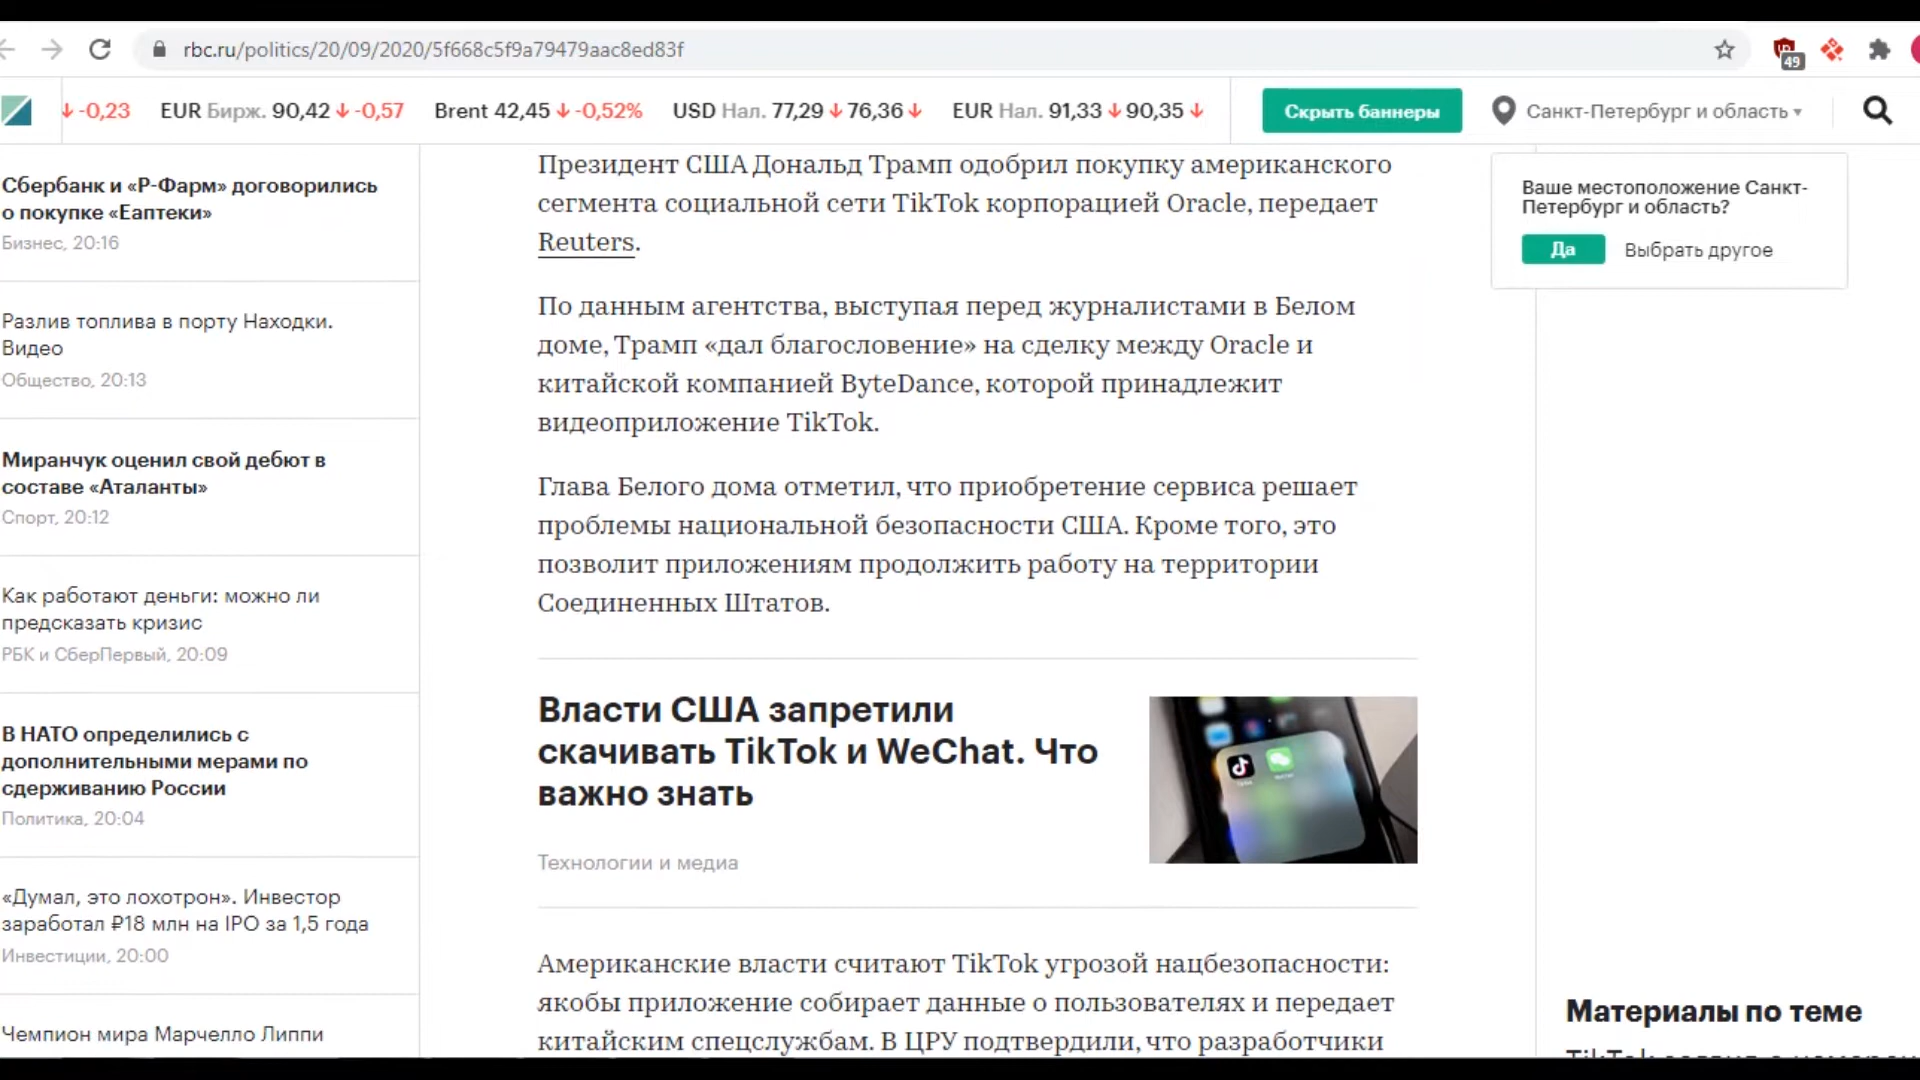 rbc.ru/politics/20/09/2020/5f668c5f9a79479aac8ed83f
49
↓ -0,23 EUR Бирж. 90,42 ↓ -0,57 Brent 42,45 ↓ -0,52% USD Нал. 77,29 ↓ 76,36 ↓ EUR Нал. 91,33 ↓ 90,35 ↓
Скрыть баннеры
Санкт-Петербург и область
Ваше местоположение Санкт-
Петербург и область?
Да Выбрать другое
Сбербанк и «Р-Фарм» договорились
о покупке «Еаптеки»
Бизнес, 20:16
Разлив топлива в порту Находки.
Видео
Общество, 20:13
Миранчук оценил свой дебют в
составе «Аталанты»
Спорт, 20:12
Как работают деньги: можно ли
предсказать кризис
РБК и СберПервый, 20:09
В НАТО определились с
дополнительными мерами по
сдерживанию России
Политика, 20:04
«Думал, это лохотрон». Инвестор
заработал ₽18 млн на IPO за 1,5 года
Инвестиции, 20:00
Чемпион мира Марчелло Липпи
Президент США Дональд Трамп одобрил покупку американского
сегмента социальной сети TikTok корпорацией Oracle, передает
Reuters.
По данным агентства, выступая перед журналистами в Белом
доме, Трамп «дал благословение» на сделку между Oracle и
китайской компанией ByteDance, которой принадлежит
видеоприложение TikTok.
Глава Белого дома отметил, что приобретение сервиса решает
проблемы национальной безопасности США. Кроме того, это
позволит приложениям продолжить работу на территории
Соединенных Штатов.
Власти США запретили
скачивать TikTok и WeChat. Что
важно знать
Технологии и медиа
Американские власти считают TikTok угрозой нацбезопасности:
якобы приложение собирает данные о пользователях и передает
китайским спецслужбам. В ЦРУ подтвердили, что разработчики
Материалы по теме